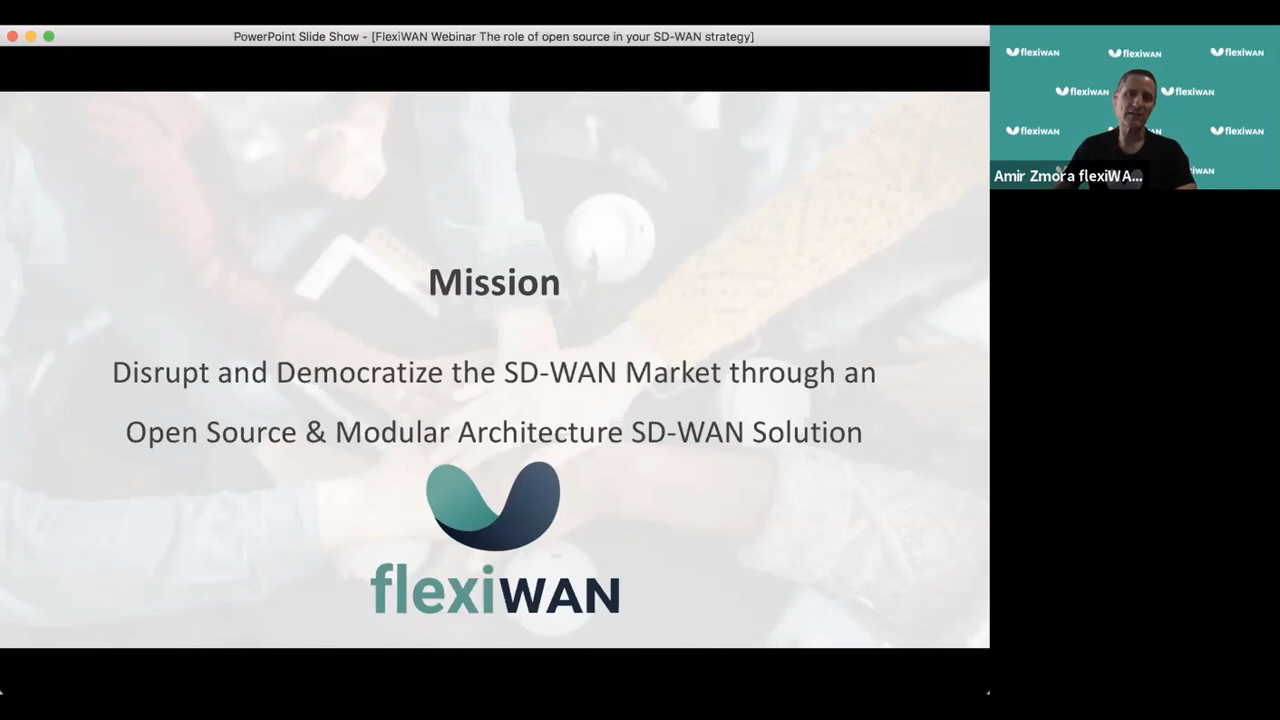 PowerPoint Slide Show - [FlexiWAN Webinar The role of open source in your SD-WAN strategy]
Mission
Disrupt and Democratize the SD-WAN Market through an
Open Source & Modular Architecture SD-WAN Solution
flexiWAN
flexiWAN flexiWAN flexiWAN
flexiWAN flexiWAN
flexiWAN WAN flexiWAN
Amir Zmora flexiWA... iWAN